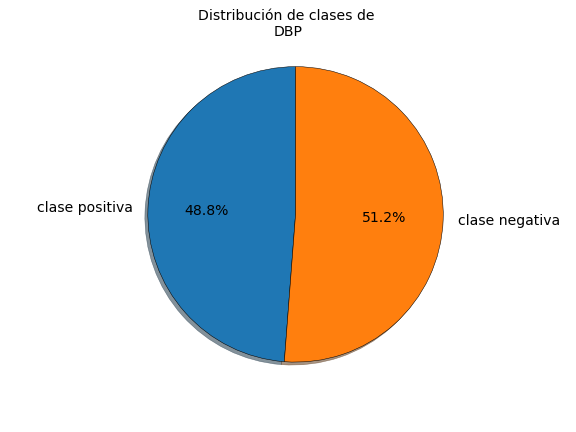 Distribución de clases de
DBP
clase positiva
48.8%
51.2%
clase negativa